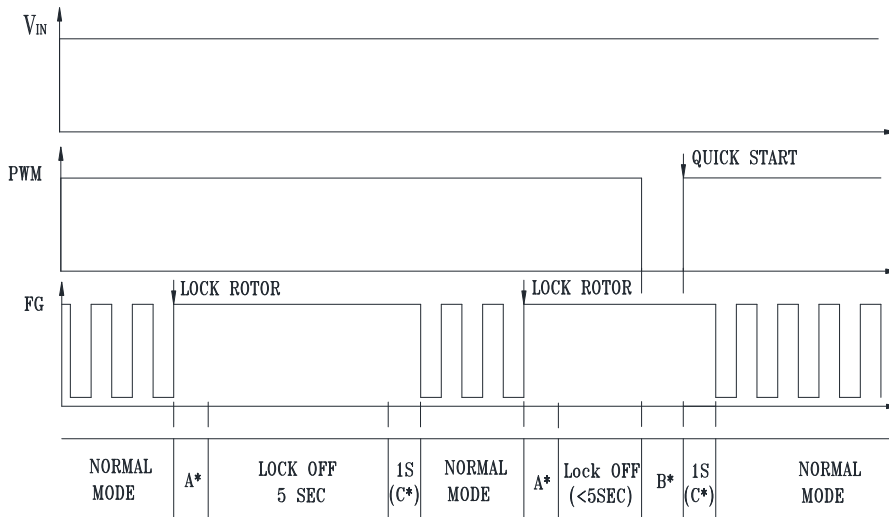 VIN
PWM
QUICK START
FG
LOCK ROTOR
LOCK ROTOR
NORMAL
MODE
A*
LOCK OFF
5 SEC
1S
(C*)
NORMAL
MODE
A*
Lock OFF
(<5SEC)
B*
1S
(C*)
NORMAL
MODE